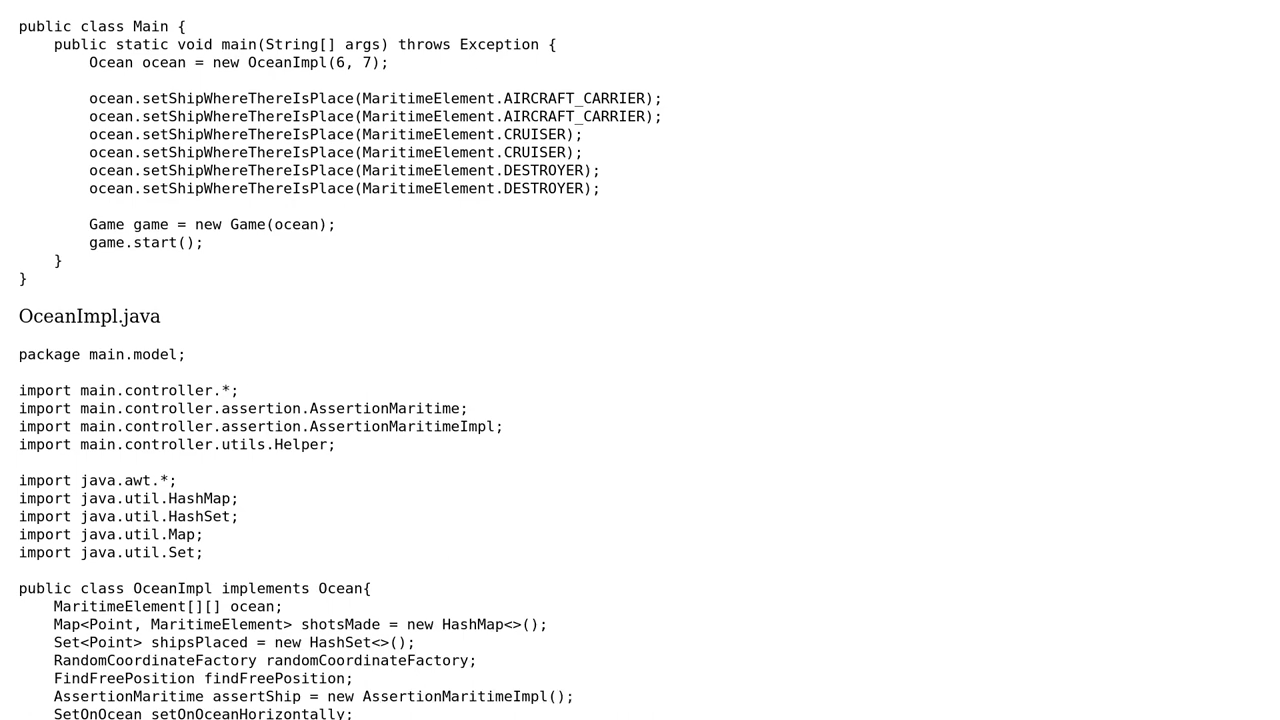 public class Main {
    public static void main(String[] args) throws Exception {
        Ocean ocean = new OceanImpl(6, 7);

        ocean.setShipWhereThereIsPlace(MaritimeElement.AIRCRAFT_CARRIER);
        ocean.setShipWhereThereIsPlace(MaritimeElement.AIRCRAFT_CARRIER);
        ocean.setShipWhereThereIsPlace(MaritimeElement.CRUISER);
        ocean.setShipWhereThereIsPlace(MaritimeElement.CRUISER);
        ocean.setShipWhereThereIsPlace(MaritimeElement.DESTROYER);
        ocean.setShipWhereThereIsPlace(MaritimeElement.DESTROYER);

        Game game = new Game(ocean);
        game.start();
    }
}
OceanImpl.java
package main.model;

import main.controller.*;
import main.controller.assertion.AssertionMaritime;
import main.controller.assertion.AssertionMaritimeImpl;
import main.controller.utils.Helper;

import java.awt.*;
import java.util.HashMap;
import java.util.HashSet;
import java.util.Map;
import java.util.Set;

public class OceanImpl implements Ocean{
    MaritimeElement[][] ocean;
    Map<Point, MaritimeElement> shotsMade = new HashMap<>();
    Set<Point> shipsPlaced = new HashSet<>();
    RandomCoordinateFactory randomCoordinateFactory;
    FindFreePosition findFreePosition;
    AssertionMaritime assertShip = new AssertionMaritimeImpl();
    SetOnOcean setOnOceanHorizontally;